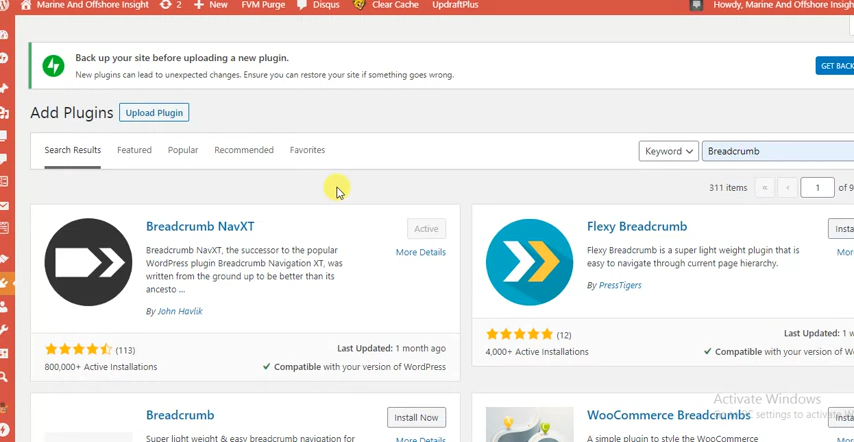 Marine And Offshore Insight 2 New FVM Purge Disqus Clear Cache UpdraftPlus Howdy, Marine And Offshore Insigh
Back up your site before uploading a new plugin.
New plugins can lead to unexpected changes. Ensure you can restore your site if something goes wrong.
GET BACK
Add Plugins Upload Plugin
Search Results Featured Popular Recommended Favorites Keyword Breadcrumb
311 items « ‹ 1 of 9
Breadcrumb NavXT Active
More Details
Breadcrumb NavXT, the successor to the popular
WordPress plugin Breadcrumb Navigation XT, was
written from the ground up to be better than its
ancesto ...
By John Havlik
(113) Last Updated: 1 month ago
800,000+ Active Installations Compatible with your version of WordPress
Flexy Breadcrumb Insta
Mor
Flexy Breadcrumb is a super light weight plugin that is
easy to navigate through current page hierarchy.
By PressTigers
(12) Last Updated: 1 w
4,000+ Active Installations Compatible with your version of Wo
Breadcrumb Install Now
Super light weight & easy breadcrumb navigation for More Details
WooCommerce Breadcrumbs Insta
A simple plugin to style the WooCommerce Mor
Activate Windows
settings to activate